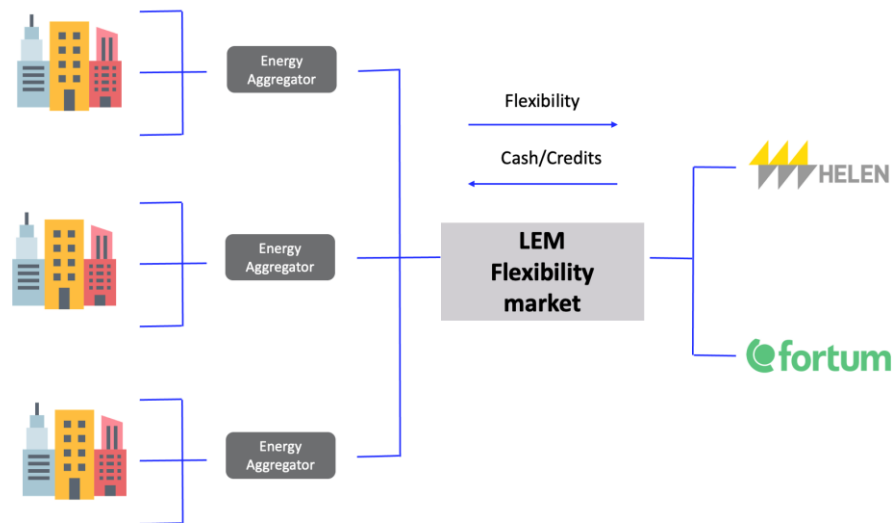 Energy
Aggregator
Flexibility
Cash/Credits
HELEN
Energy
Aggregator
LEM
Flexibility
market
fortum
Energy
Aggregator